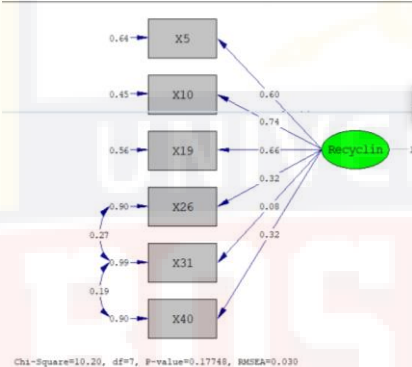 0.64 X5
0.60
0.45 X10
0.74
0.56 X19
0.66
Recyclin
0.32
0.90 X26
0.27
0.08
0.99 X31
0.32
0.19
0.90 X40
Chi-Square=10.20, df=7, P-value=0.17748, RMSEA=0.030